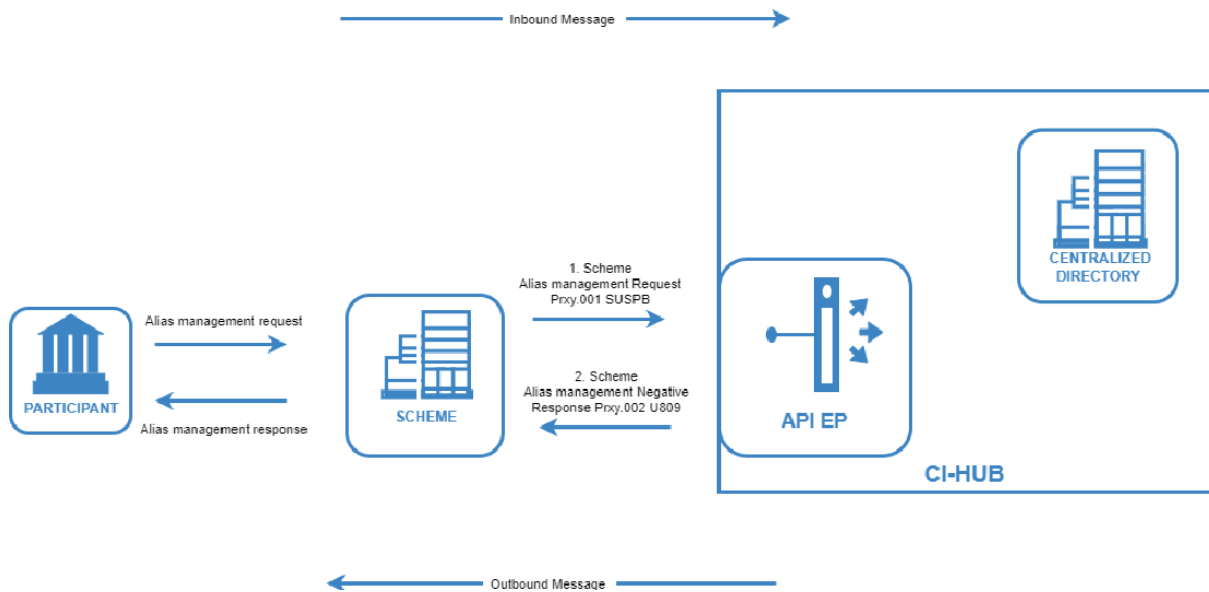 Inbound Message
CENTRALIZED
DIRECTORY
1. Scheme
Alias management Request
Prxy.001 SUSPB
Alias management request
PARTICIPANT
Alias management response
SCHEME
2. Scheme
Alias management Negative
Response Prxy.002 U809
API EP
CI-HUB
Outbound Message